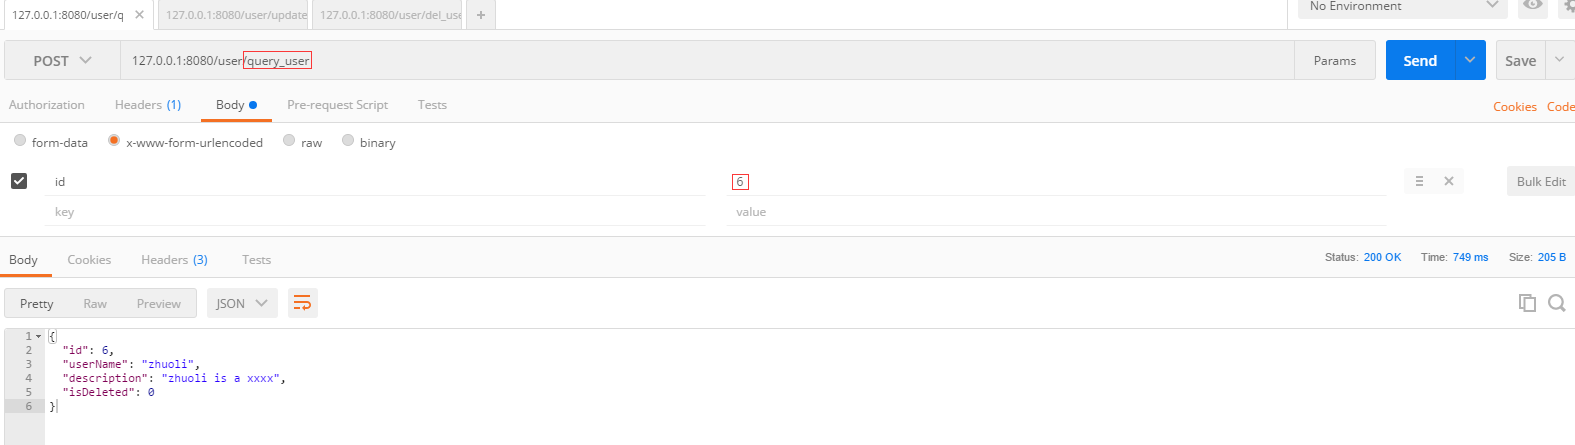 127.0.0.1:8080/user/q 127.0.0.1:8080/user/update 127.0.0.1:8080/user/del_use No Environment
POST 127.0.0.1:8080/user/query_user Params Send Save
Authorization Headers (1) Body Pre-request Script Tests Cookies Code
form-data x-www-form-urlencoded raw binary
id 6 Bulk Edit
key value
Body Cookies Headers (3) Tests Status: 200 OK Time: 749 ms Size: 205 B
Pretty Raw Preview JSON
1 {
2 "id": 6,
3 "userName": "zhuoli",
4 "description": "zhuoli is a xxxx",
5 "isDeleted": 0
6 }